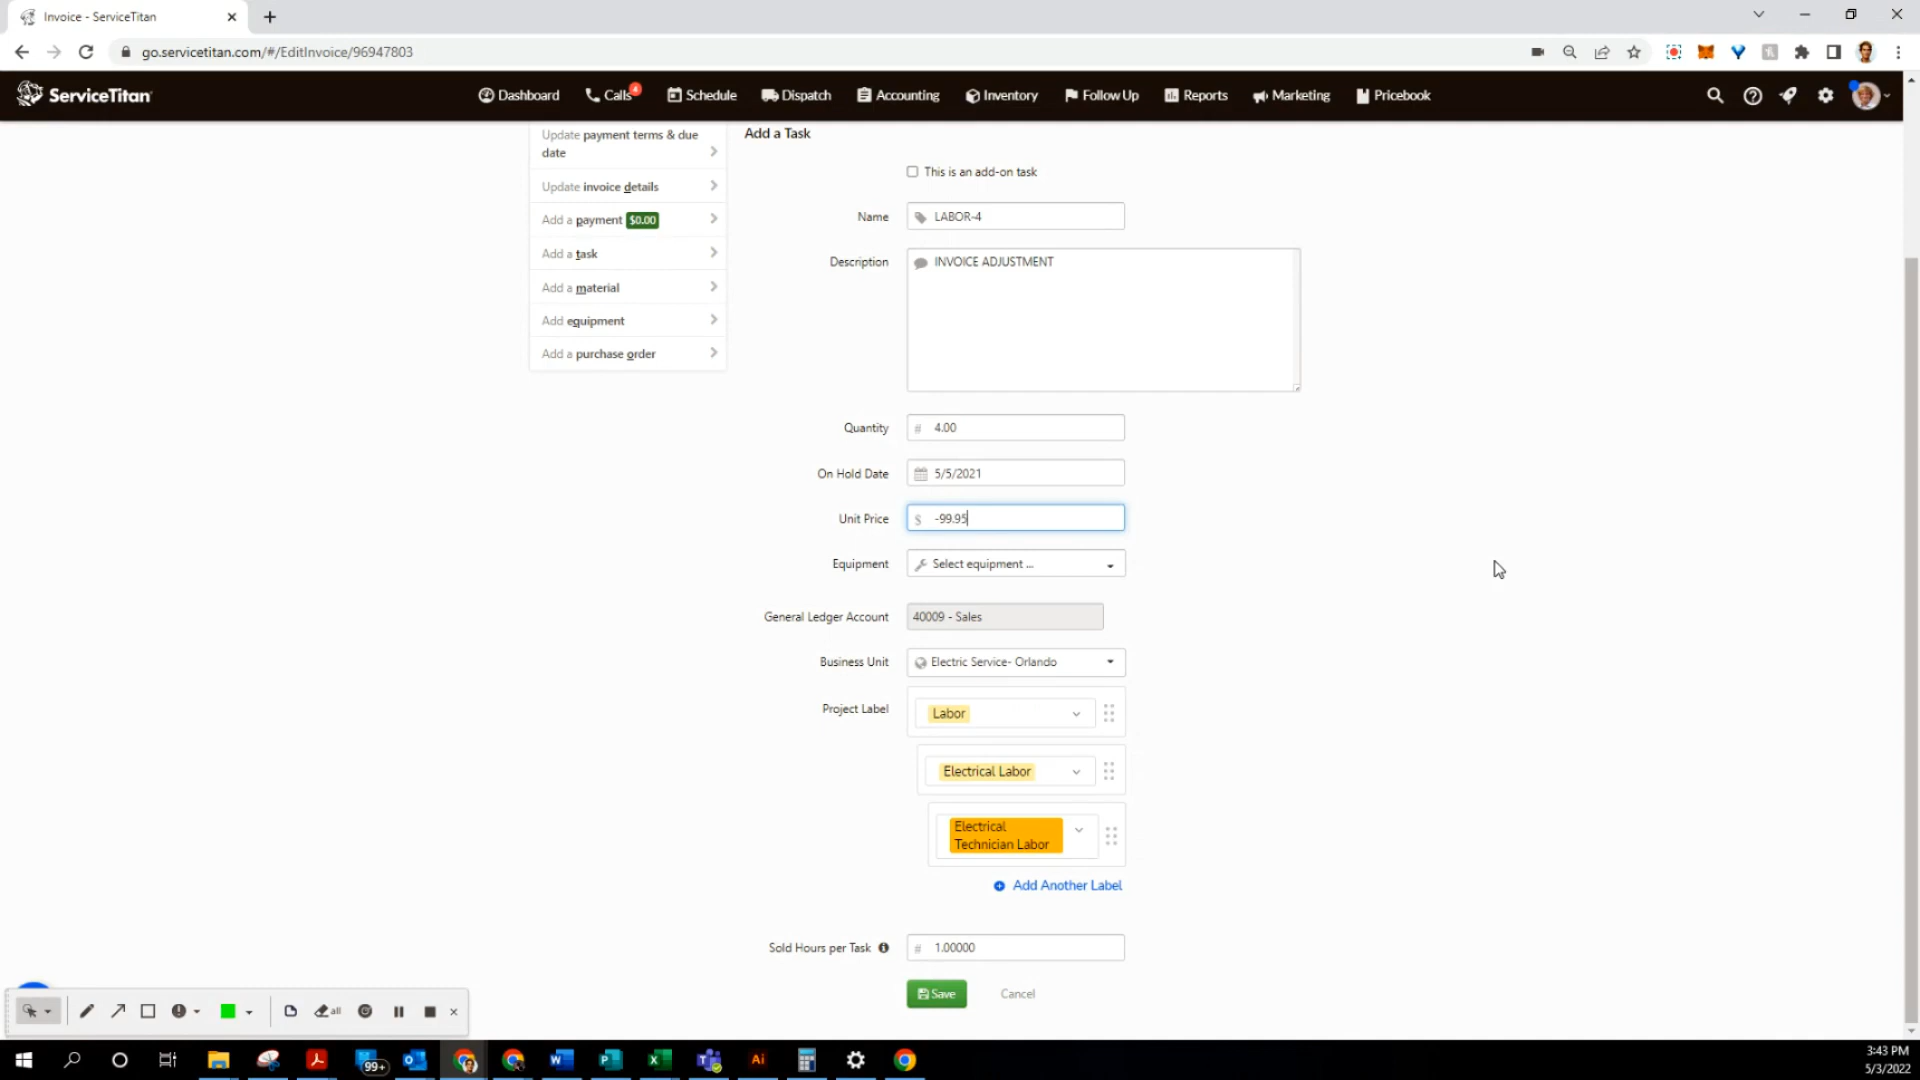 Invoice - ServiceTitan
go.servicetitan.com/#/EditInvoice/96947803
ServiceTitan
Dashboard
Calls
4
Schedule
Dispatch
Accounting
Inventory
Follow Up
Reports
Marketing
Pricebook
Update payment terms & due
date
Update invoice details
Add a payment $0.00
Add a task
Add a material
Add equipment
Add a purchase order
Add a Task
This is an add-on task
Name
LABOR-4
Description
INVOICE ADJUSTMENT
Quantity
# 4.00
On Hold Date
5/5/2021
Unit Price
$ -99.95
Equipment
Select equipment ...
General Ledger Account
40009 - Sales
Business Unit
Electric Service- Orlando
Project Label
Labor
Electrical Labor
Electrical
Technician Labor
Add Another Label
Sold Hours per Task
# 1.00000
Save
Cancel
all
99+
Ai
3:43 PM
5/3/2022